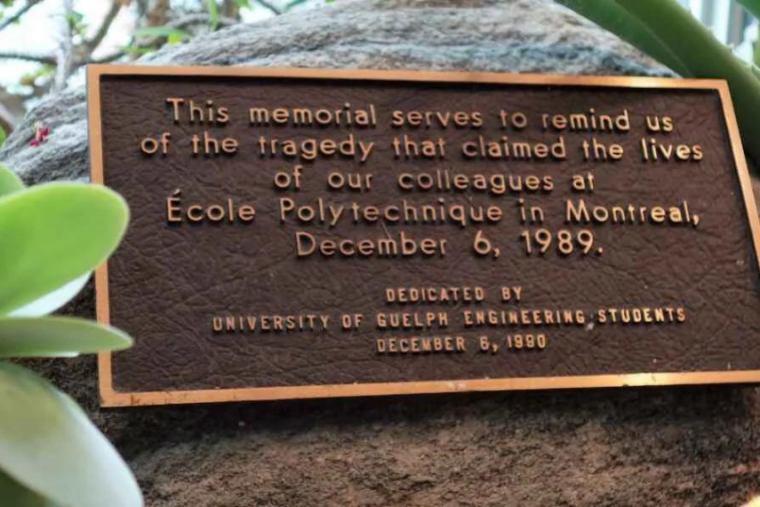 This memorial serves to remind us
of the tragedy that claimed the lives
of our colleagues at
École Polytechnique in Montreal,
December 6, 1989.
DEDICATED BY
UNIVERSITY OF GUELPH ENGINEERING STUDENTS
DECEMBER 6, 1990